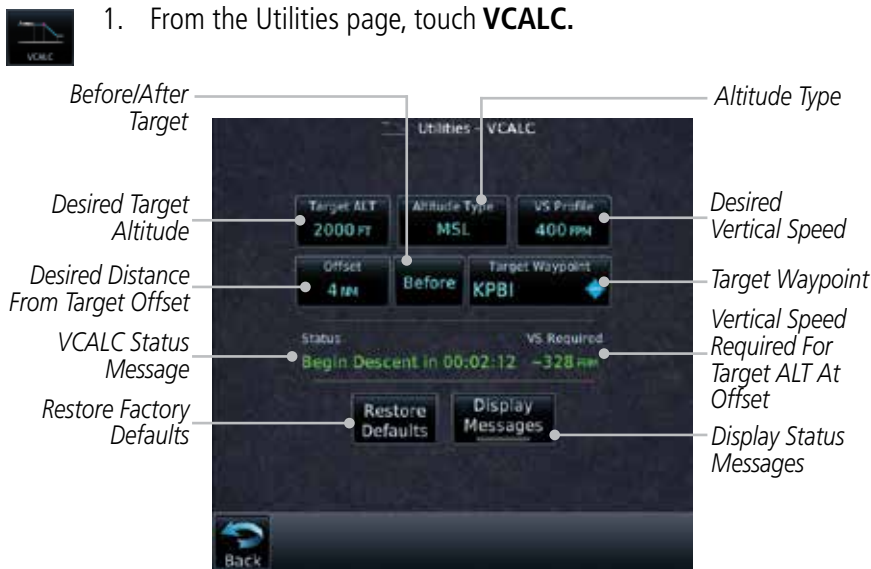 1. From the Utilities page, touch VCALC.
VCALC
Before/After
Target
Altitude Type
Utilities – VCALC
Desired Target
Altitude
Target ALT
2000 FT
Altitude Type
MSL
VS Profile
400 FPM
Desired
Vertical Speed
Desired Distance
From Target Offset
Offset
4 NM
Before
Target Waypoint
KPBI
Target Waypoint
VCALC Status
Message
Status
Begin Descent in 00:02:12
VS Required
-328 FPM
Vertical Speed
Required For
Target ALT At
Offset
Restore Factory
Defaults
Restore
Defaults
Display
Messages
Display Status
Messages
Back